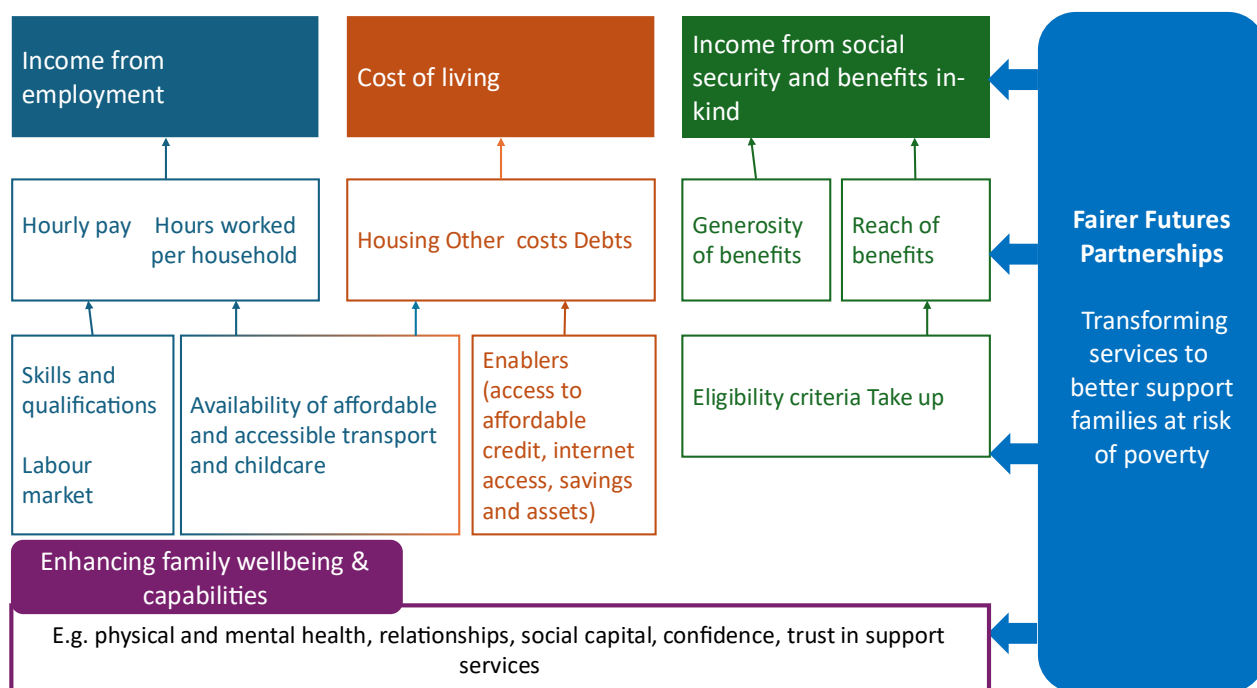 Income from
employment
Cost of living
Income from social
security and benefits in-
kind
Hourly pay
Hours worked
per household
Housing Other  costs Debts
Generosity
of benefits
Reach of
benefits
Skills and
qualifications
Labour
market
Availability of affordable
and accessible transport
and childcare
Enablers
(access to
affordable
credit, internet
access, savings
and assets)
Eligibility criteria Take up
Enhancing family wellbeing &
capabilities
E.g. physical and mental health, relationships, social capital, confidence, trust in support
services
Fairer Futures
Partnerships
Transforming
services to
better support
families at risk
of poverty